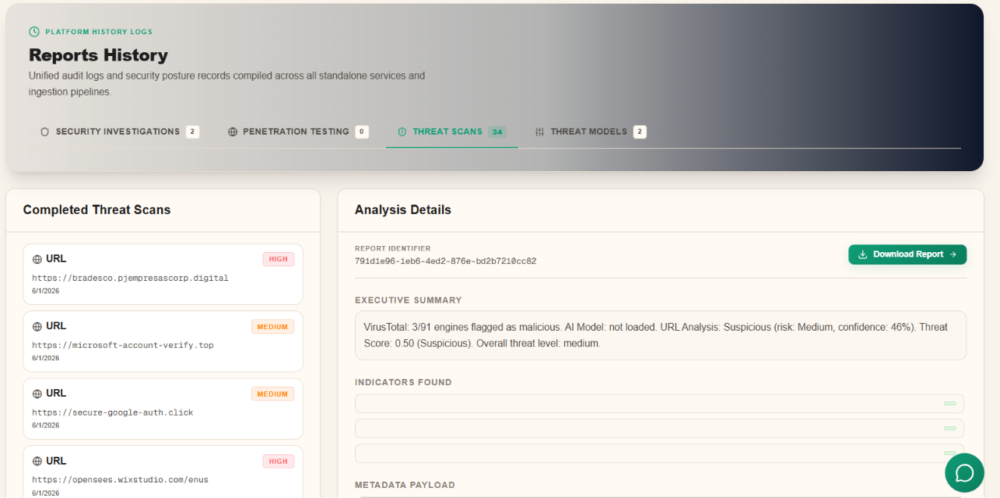 PLATFORM HISTORY LOGS
Reports History
Unified audit logs and security posture records compiled across all standalone services and
ingestion pipelines.
SECURITY INVESTIGATIONS 2
PENETRATION TESTING 0
THREAT SCANS 34
THREAT MODELS 2
Completed Threat Scans
URL
HIGH
https://bradesco.pjempresascorp.digital
6/1/2026
URL
MEDIUM
https://microsoft-account-verify.top
6/1/2026
URL
MEDIUM
https://secure-google-auth.click
6/1/2026
URL
HIGH
https://opensees.wixstudio.com/enus
6/1/2026
Analysis Details
REPORT IDENTIFIER
791d1e96-1eb6-4ed2-876e-bd2b7210cc82
Download Report →
EXECUTIVE SUMMARY
VirusTotal: 3/91 engines flagged as malicious. AI Model: not loaded. URL Analysis: Suspicious (risk: Medium, confidence: 46%). Threat
Score: 0.50 (Suspicious). Overall threat level: medium.
INDICATORS FOUND
METADATA PAYLOAD